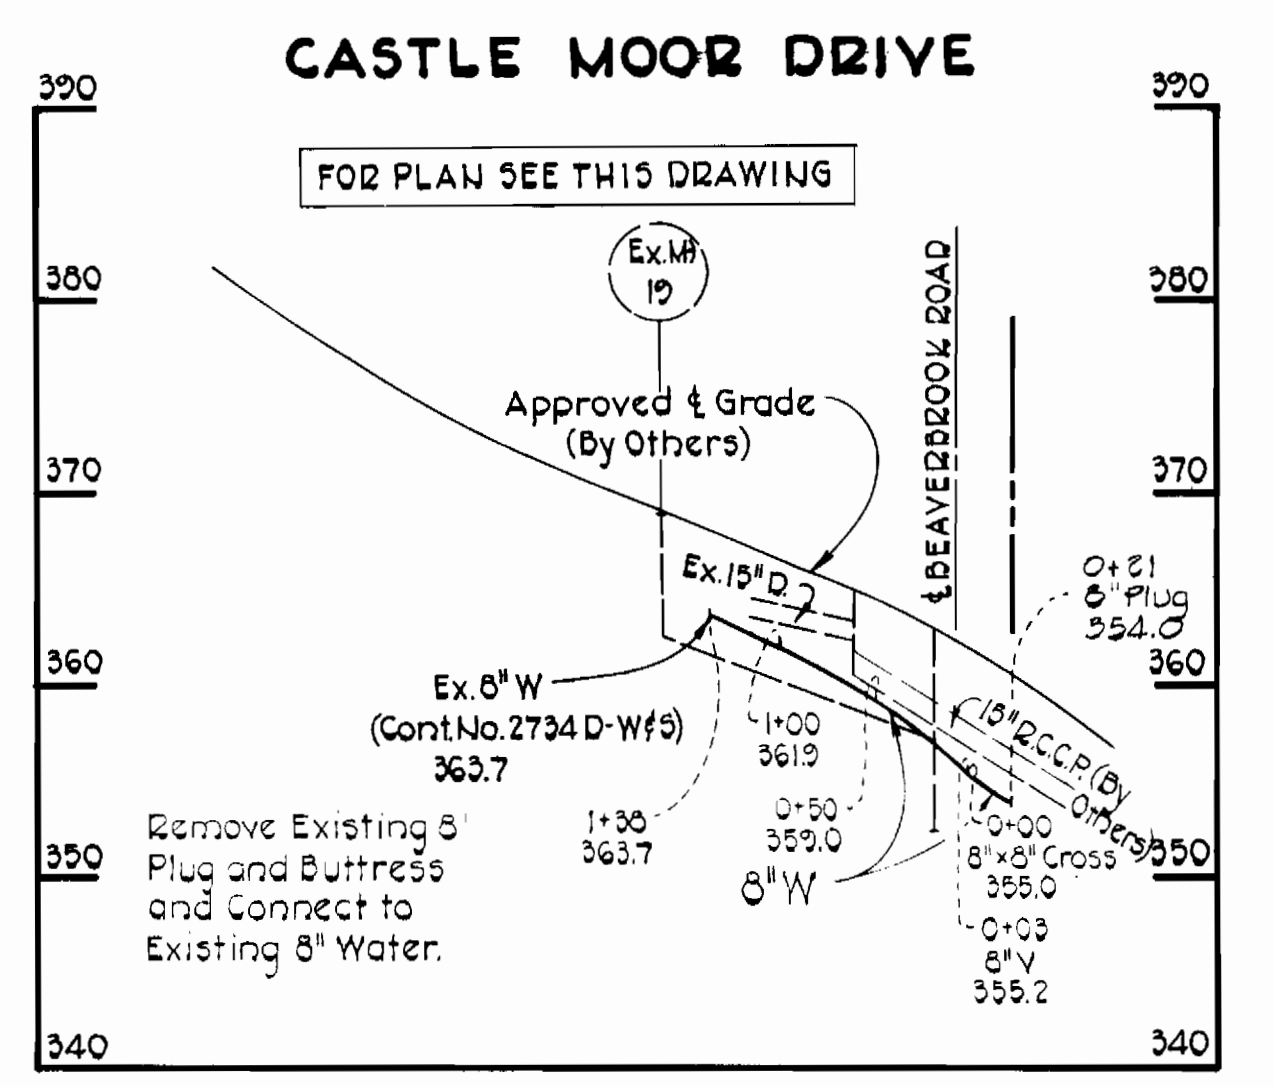 CASTLE MOOR DRIVE
390
390
FOR PLAN SEE THIS DRAWING
Ex.MH
19
380
380
℄ BEAVERBROOK ROAD
Approved ℄ Grade
(By Others)
370
370
Ex. 15" D.
0+21
8" Plug
354.0
360
360
Ex. 8" W
(Cont. No. 2734 D-W&S)
363.7
15" R.C.C.P. (By
Others)
1+00
361.9
1+38
363.7
0+50
359.0
8" W
0+00
8"x8" Cross
355.0
0+03
8" V
355.2
Remove Existing 8"
Plug and Buttress
and Connect to
Existing 8" Water.
350
350
340
340